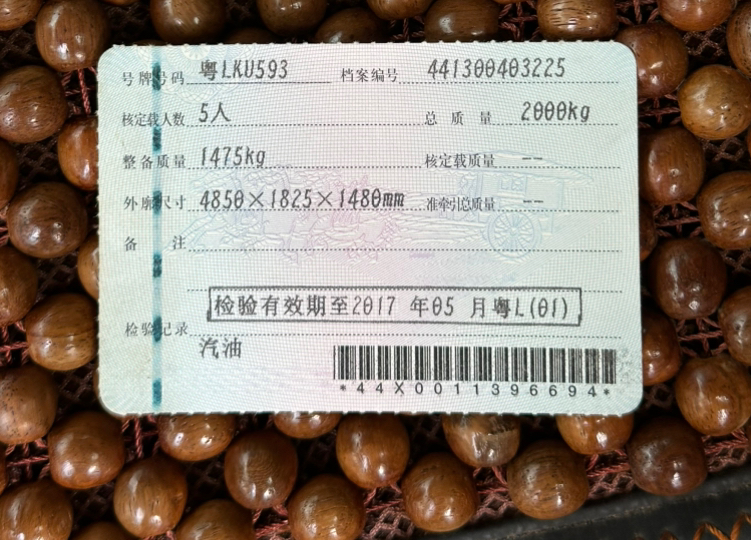 号牌号码 粤LKU593 档案编号 441300403225
核定载人数 5人 总质量 2000kg
整备质量 1475kg 核定载质量 --
外廓尺寸 4850×1825×1480mm 准牵引总质量 --
备注
检验有效期至2017 年05 月粤L(01)
检验记录
汽油
*44X0011396694*